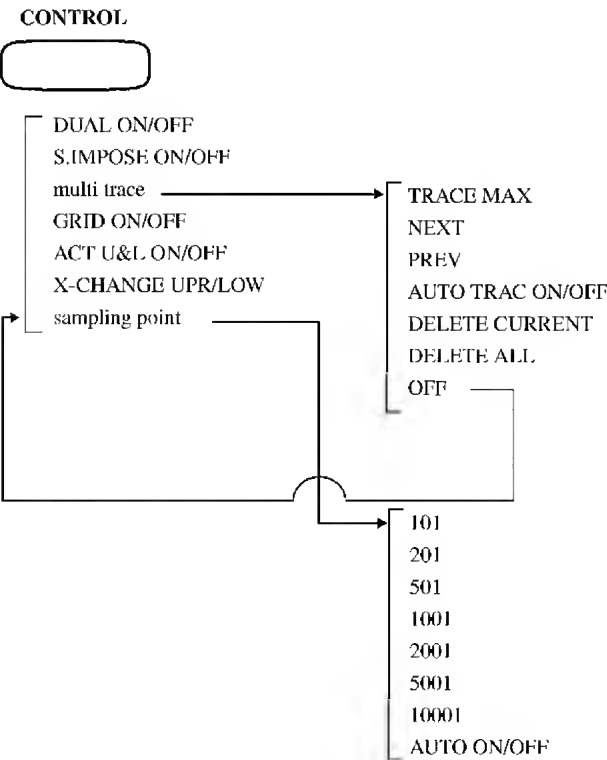 CONTROL
DUAL ON/OFF
S.IMPOSE ON/OFF
multi trace
GRID ON/OFF
ACT U&L ON/OFF
X-CHANGE UPR/LOW
sampling point
TRACE MAX
NEXT
PREV
AUTO TRAC ON/OFF
DELETE CURRENT
DELETE ALL
OFF
101
201
501
1001
2001
5001
10001
AUTO ON/OFF